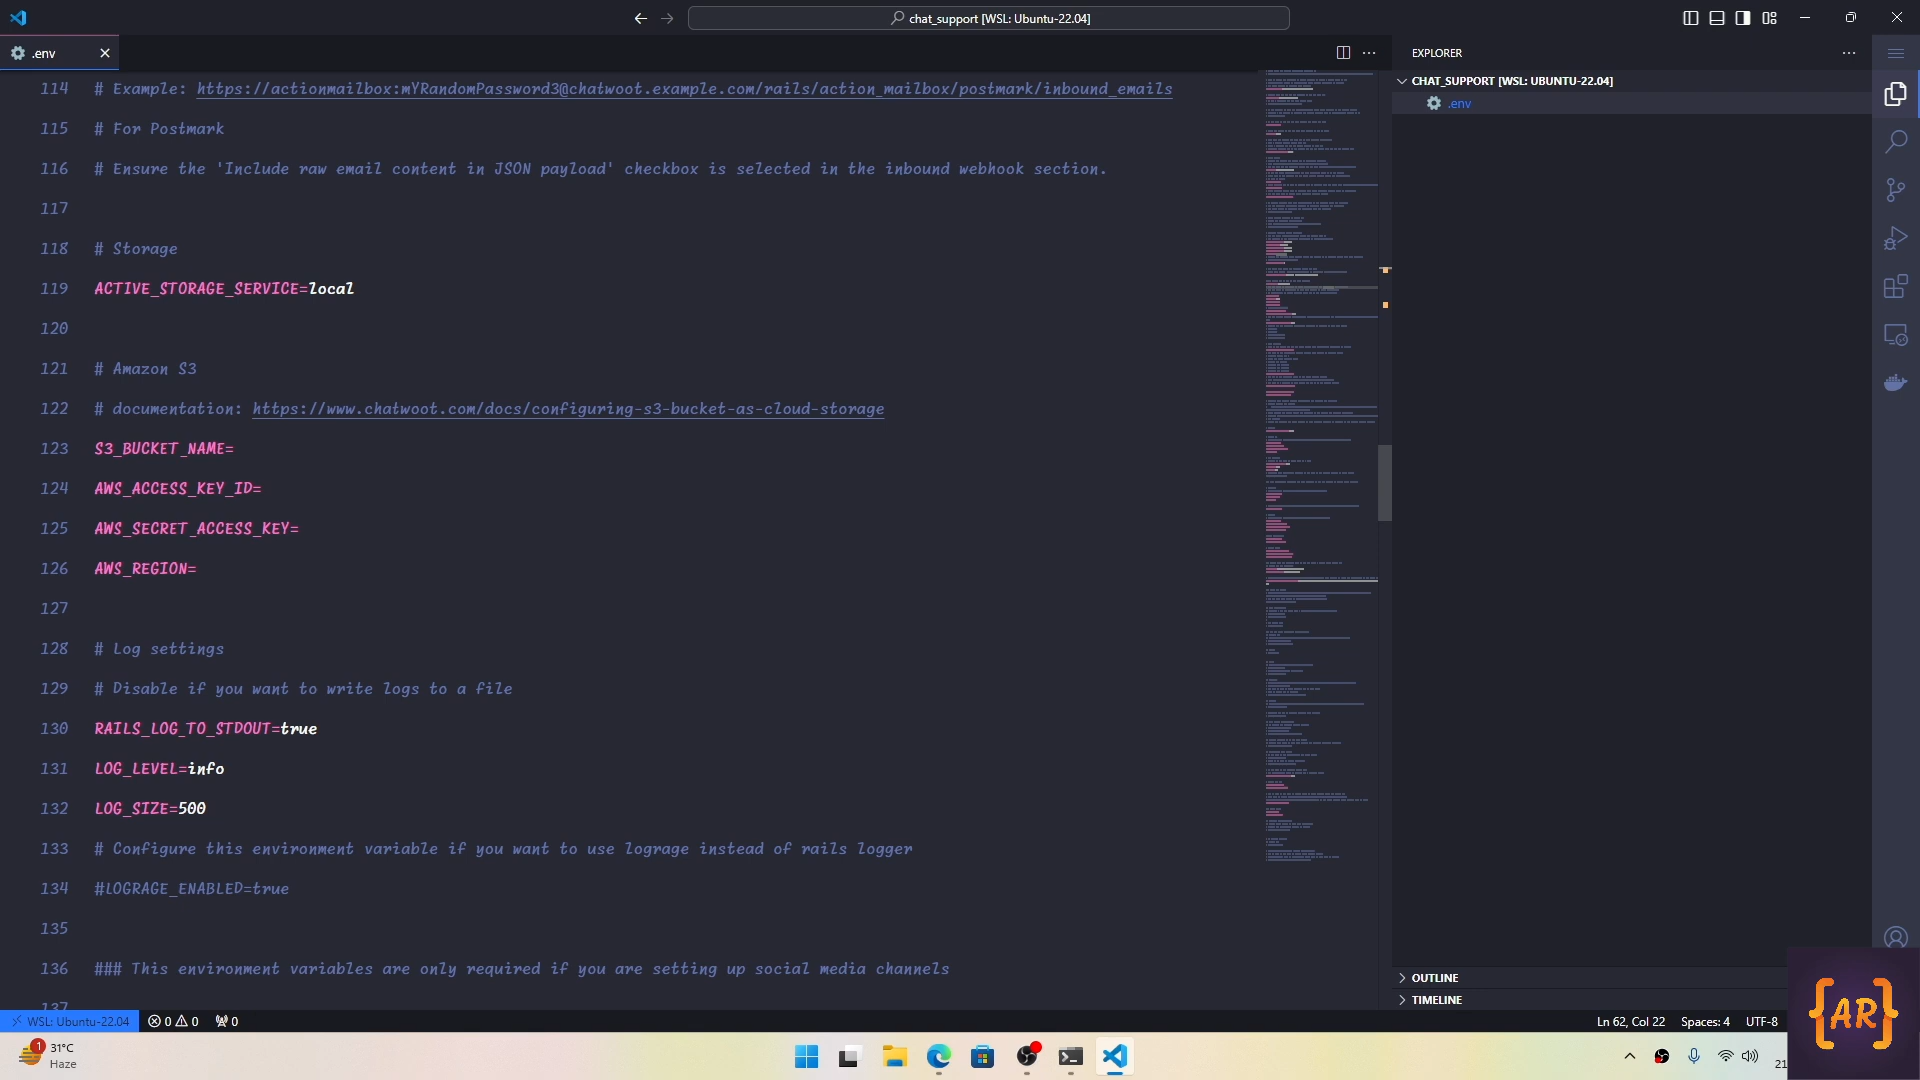 chat_support [WSL: Ubuntu-22.04]
.env
EXPLORER
CHAT_SUPPORT [WSL: UBUNTU-22.04]
.env
114 # Example: https://actionmailbox:mYRandomPassword3@chatwoot.example.com/rails/action_mailbox/postmark/inbound_emails
115 # For Postmark
116 # Ensure the 'Include raw email content in JSON payload' checkbox is selected in the inbound webhook section.
117
118 # Storage
119 ACTIVE_STORAGE_SERVICE=local
120
121 # Amazon S3
122 # documentation: https://www.chatwoot.com/docs/configuring-s3-bucket-as-cloud-storage
123 S3_BUCKET_NAME=
124 AWS_ACCESS_KEY_ID=
125 AWS_SECRET_ACCESS_KEY=
126 AWS_REGION=
127
128 # Log settings
129 # Disable if you want to write logs to a file
130 RAILS_LOG_TO_STDOUT=true
131 LOG_LEVEL=info
132 LOG_SIZE=500
133 # Configure this environment variable if you want to use lograge instead of rails logger
134 #LOGRAGE_ENABLED=true
135
136 ### This environment variables are only required if you are setting up social media channels
137
OUTLINE
TIMELINE
WSL: Ubuntu-22.04 0 0 0
Ln 62, Col 22 Spaces: 4 UTF-8
{AR}
1
31°C
Haze
21